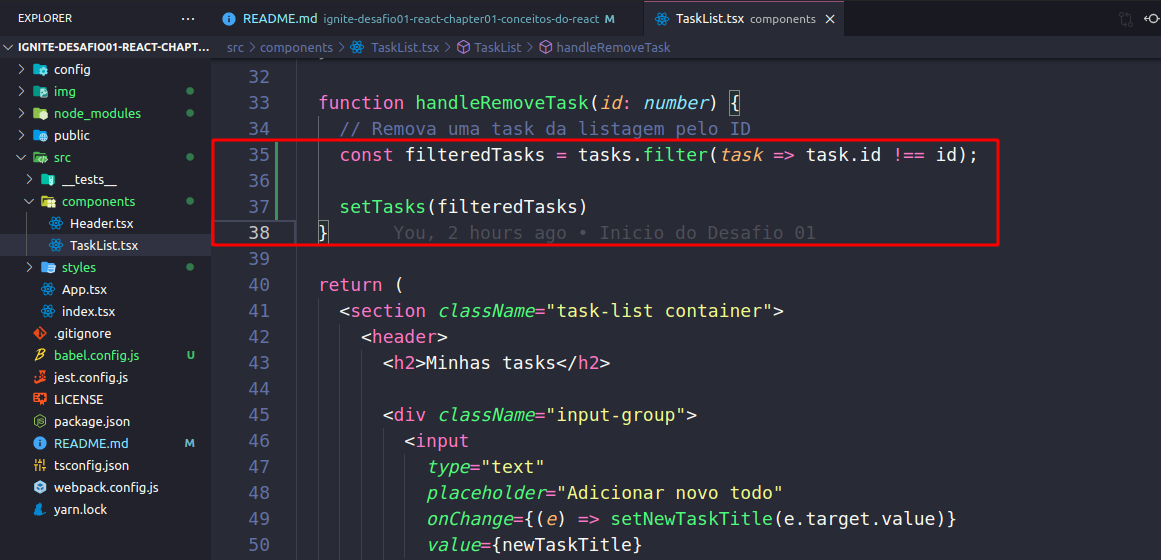 EXPLORER ...
README.md ignite-desafio01-react-chapter01-conceitos-do-react M
TaskList.tsx components ×
IGNITE-DESAFIO01-REACT-CHAPT...
config
img
node_modules
public
src
__tests__
components
Header.tsx
TaskList.tsx
styles
App.tsx
index.tsx
.gitignore
babel.config.js U
jest.config.js
LICENSE
package.json
README.md M
tsconfig.json
webpack.config.js
yarn.lock
src > components > TaskList.tsx > TaskList > handleRemoveTask
32
33 function handleRemoveTask(id: number) {
34 // Remova uma task da listagem pelo ID
35 const filteredTasks = tasks.filter(task => task.id !== id);
36
37 setTasks(filteredTasks)
38 } You, 2 hours ago • Inicio do Desafio 01
39
40 return (
41 <section className="task-list container">
42 <header>
43 <h2>Minhas tasks</h2>
44
45 <div className="input-group">
46 <input
47 type="text"
48 placeholder="Adicionar novo todo"
49 onChange={(e) => setNewTaskTitle(e.target.value)}
50 value={newTaskTitle}